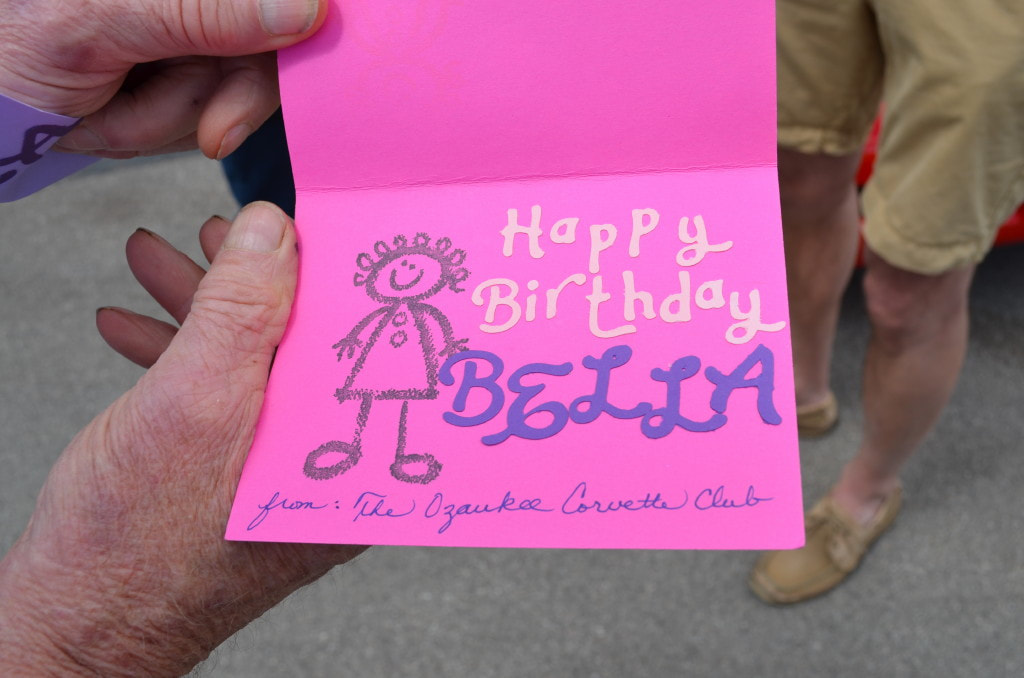 Happy
Birthday
BELLA
from: The Ozaukee Corvette Club